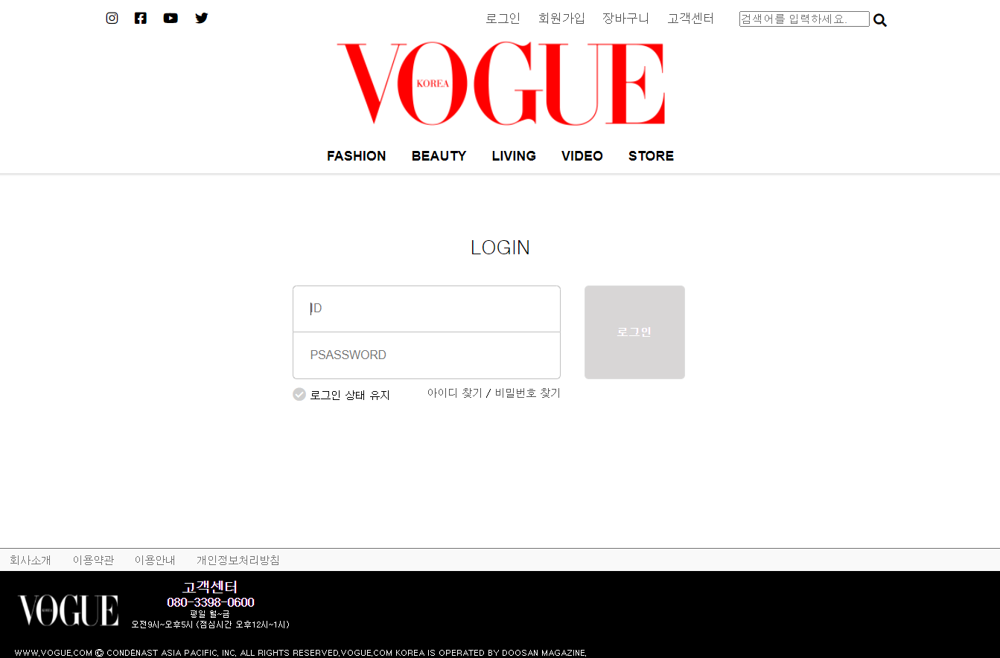 로그인 회원가입 장바구니 고객센터 검색어를 입력하세요.
VOGUE
KOREA
FASHION BEAUTY LIVING VIDEO STORE
LOGIN
ID
PSASSWORD
로그인
로그인 상태 유지 아이디 찾기 / 비밀번호 찾기
회사소개 이용약관 이용안내 개인정보처리방침
VOGUE
KOREA
고객센터
080-3398-0600
평일 월~금
오전9시~오후5시 (점심시간 오후12시~1시)
WWW.VOGUE.COM © CONDENAST ASIA PACIFIC, INC. ALL RIGHTS RESERVED.VOGUE.COM KOREA IS OPERATED BY DOOSAN MAGAZINE.